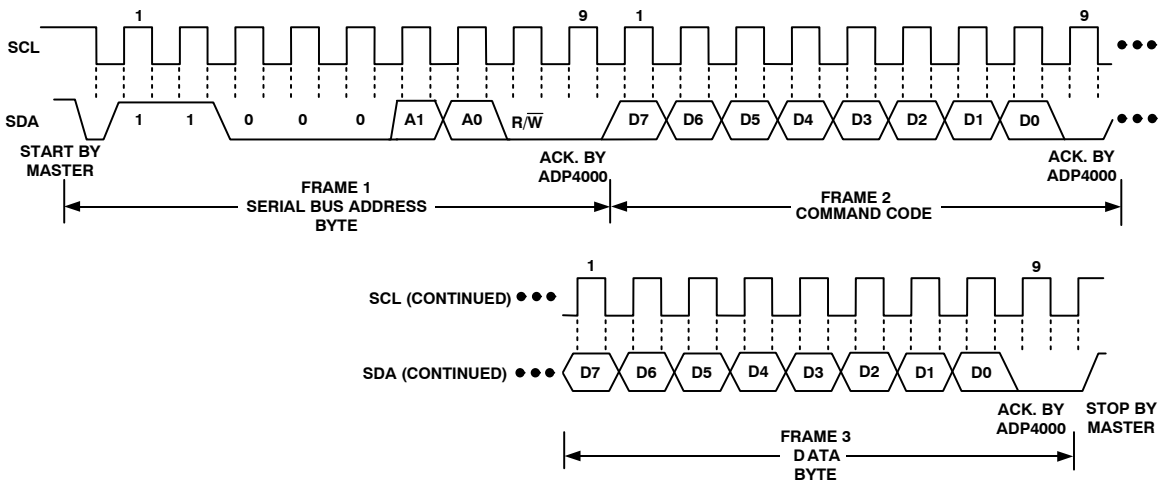 1 9 1 9
SCL
SDA 1 1 0 0 0 A1 A0 R/W̅ D7 D6 D5 D4 D3 D2 D1 D0
START BY
MASTER
ACK. BY
ADP4000
ACK. BY
ADP4000
FRAME 1
SERIAL BUS ADDRESS
BYTE
FRAME 2
COMMAND CODE
1 9
SCL (CONTINUED)
SDA (CONTINUED) D7 D6 D5 D4 D3 D2 D1 D0
ACK. BY
ADP4000
STOP BY
MASTER
FRAME 3
DATA
BYTE